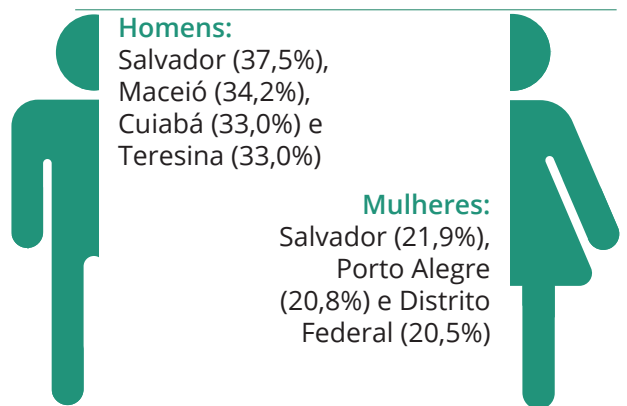 Homens:
Salvador (37,5%),
Maceió (34,2%),
Cuiabá (33,0%) e
Teresina (33,0%)
Mulheres:
Salvador (21,9%),
Porto Alegre
(20,8%) e Distrito
Federal (20,5%)